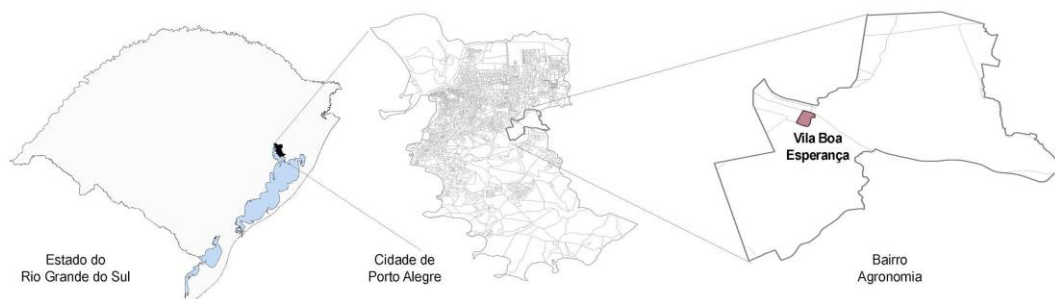 Estado do
Rio Grande do Sul
Cidade de
Porto Alegre
Vila Boa
Esperança
Bairro
Agronomia